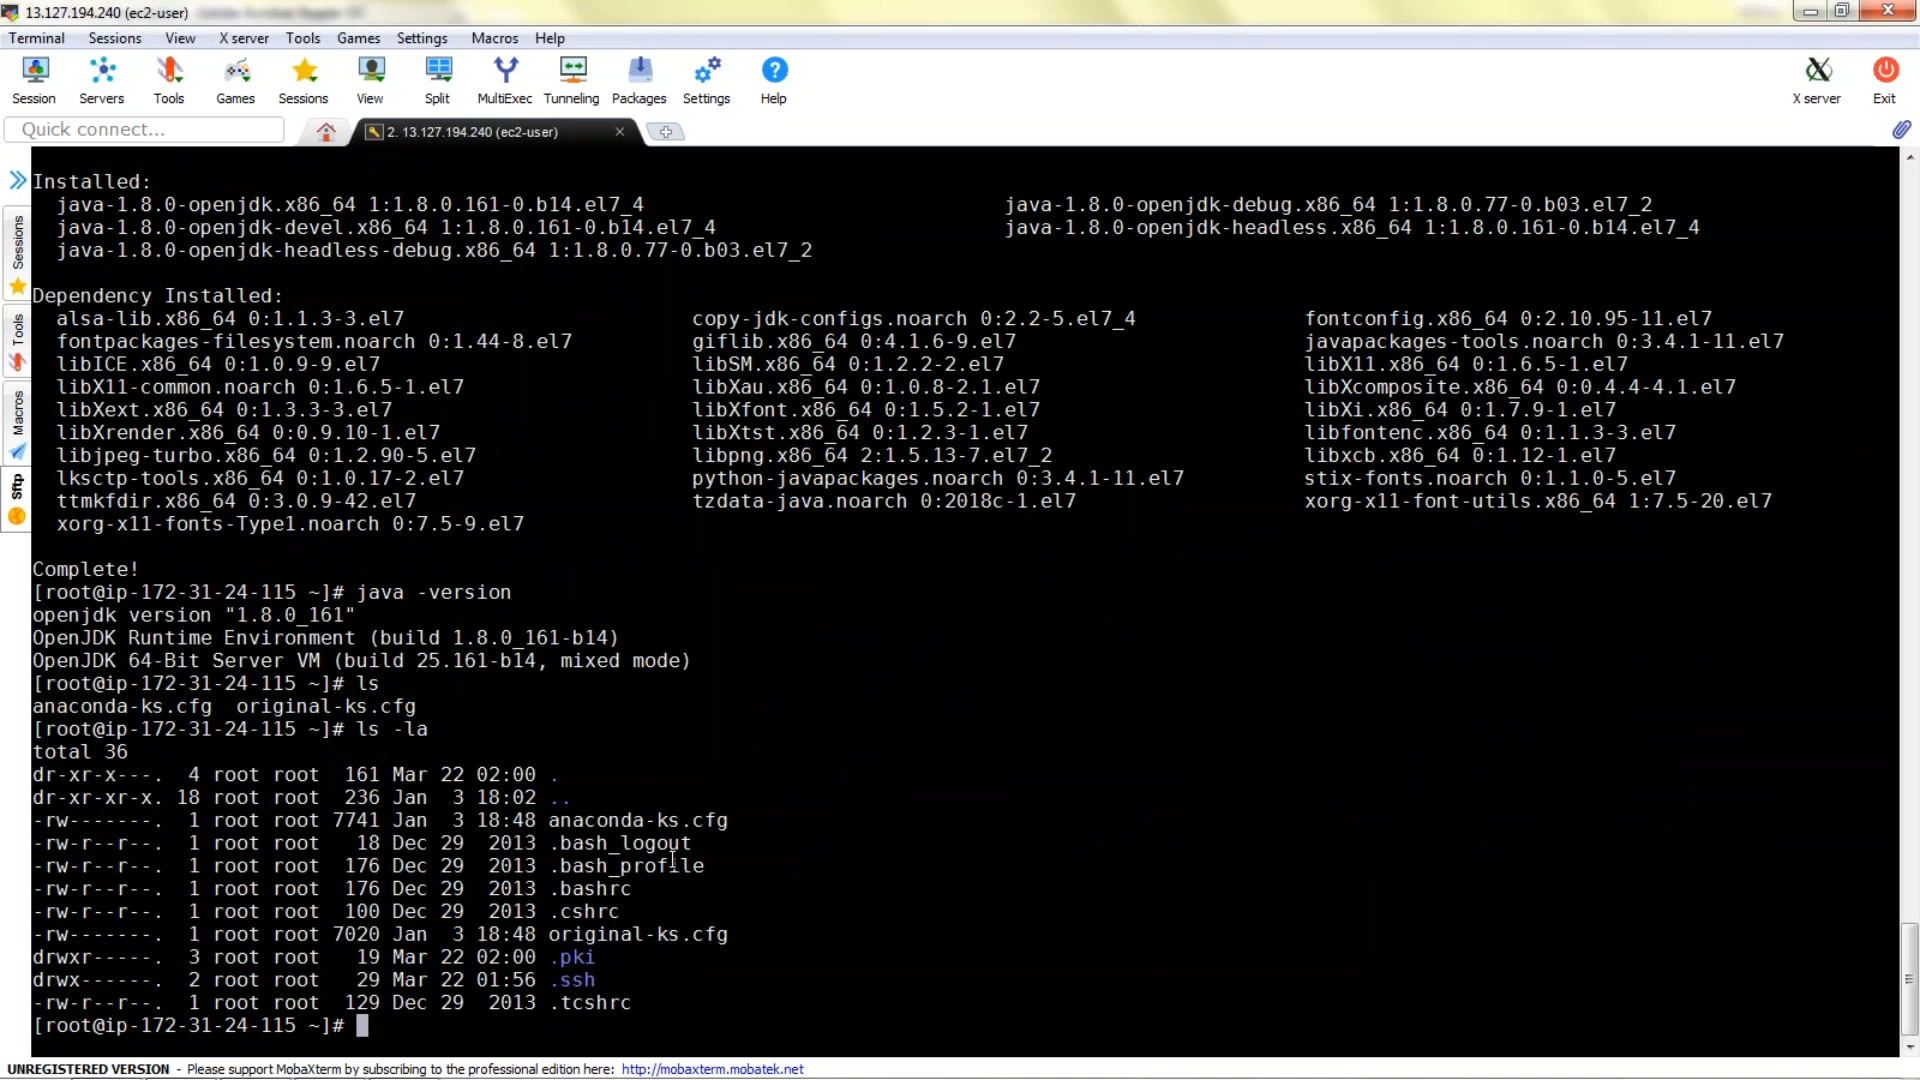 13.127.194.240 (ec2-user)
Terminal Sessions View X server Tools Games Settings Macros Help
Session Servers Tools Games Sessions View Split MultiExec Tunneling Packages Settings Help X server Exit
Quick connect... 2. 13.127.194.240 (ec2-user)
Sessions
Tools
Macros
Sftp
Installed:
java-1.8.0-openjdk.x86_64 1:1.8.0.161-0.b14.el7_4 java-1.8.0-openjdk-debug.x86_64 1:1.8.0.77-0.b03.el7_2
java-1.8.0-openjdk-devel.x86_64 1:1.8.0.161-0.b14.el7_4 java-1.8.0-openjdk-headless.x86_64 1:1.8.0.161-0.b14.el7_4
java-1.8.0-openjdk-headless-debug.x86_64 1:1.8.0.77-0.b03.el7_2
Dependency Installed:
alsa-lib.x86_64 0:1.1.3-3.el7 copy-jdk-configs.noarch 0:2.2-5.el7_4 fontconfig.x86_64 0:2.10.95-11.el7
fontpackages-filesystem.noarch 0:1.44-8.el7 giflib.x86_64 0:4.1.6-9.el7 javapackages-tools.noarch 0:3.4.1-11.el7
libICE.x86_64 0:1.0.9-9.el7 libSM.x86_64 0:1.2.2-2.el7 libX11.x86_64 0:1.6.5-1.el7
libX11-common.noarch 0:1.6.5-1.el7 libXau.x86_64 0:1.0.8-2.1.el7 libXcomposite.x86_64 0:0.4.4-4.1.el7
libXext.x86_64 0:1.3.3-3.el7 libXfont.x86_64 0:1.5.2-1.el7 libXi.x86_64 0:1.7.9-1.el7
libXrender.x86_64 0:0.9.10-1.el7 libXtst.x86_64 0:1.2.3-1.el7 libfontenc.x86_64 0:1.1.3-3.el7
libjpeg-turbo.x86_64 0:1.2.90-5.el7 libpng.x86_64 2:1.5.13-7.el7_2 libxcb.x86_64 0:1.12-1.el7
lksctp-tools.x86_64 0:1.0.17-2.el7 python-javapackages.noarch 0:3.4.1-11.el7 stix-fonts.noarch 0:1.1.0-5.el7
ttmkfdir.x86_64 0:3.0.9-42.el7 tzdata-java.noarch 0:2018c-1.el7 xorg-x11-font-utils.x86_64 1:7.5-20.el7
xorg-x11-fonts-Type1.noarch 0:7.5-9.el7
Complete!
[root@ip-172-31-24-115 ~]# java -version
openjdk version "1.8.0_161"
OpenJDK Runtime Environment (build 1.8.0_161-b14)
OpenJDK 64-Bit Server VM (build 25.161-b14, mixed mode)
[root@ip-172-31-24-115 ~]# ls
anaconda-ks.cfg original-ks.cfg
[root@ip-172-31-24-115 ~]# ls -la
total 36
dr-xr-x---. 4 root root 161 Mar 22 02:00 .
dr-xr-xr-x. 18 root root 236 Jan 3 18:02 ..
-rw-------. 1 root root 7741 Jan 3 18:48 anaconda-ks.cfg
-rw-r--r--. 1 root root 18 Dec 29 2013 .bash_logout
-rw-r--r--. 1 root root 176 Dec 29 2013 .bash_profile
-rw-r--r--. 1 root root 176 Dec 29 2013 .bashrc
-rw-r--r--. 1 root root 100 Dec 29 2013 .cshrc
-rw-------. 1 root root 7020 Jan 3 18:48 original-ks.cfg
drwxr-----. 3 root root 19 Mar 22 02:00 .pki
drwx------. 2 root root 29 Mar 22 01:56 .ssh
-rw-r--r--. 1 root root 129 Dec 29 2013 .tcshrc
[root@ip-172-31-24-115 ~]#
UNREGISTERED VERSION - Please support MobaXterm by subscribing to the professional edition here: http://mobaxterm.mobatek.net